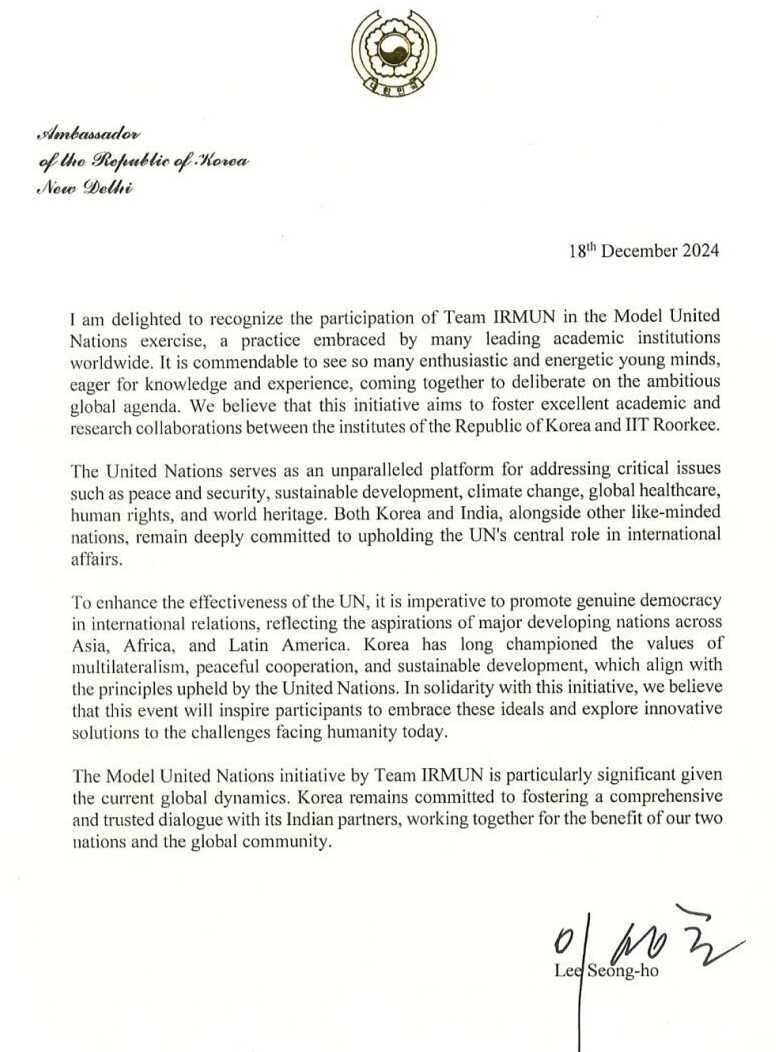 대한민국
Ambassador
of the Republic of Korea
New Delhi
18th December 2024
I am delighted to recognize the participation of Team IRMUN in the Model United
Nations exercise, a practice embraced by many leading academic institutions
worldwide. It is commendable to see so many enthusiastic and energetic young minds,
eager for knowledge and experience, coming together to deliberate on the ambitious
global agenda. We believe that this initiative aims to foster excellent academic and
research collaborations between the institutes of the Republic of Korea and IIT Roorkee.
The United Nations serves as an unparalleled platform for addressing critical issues
such as peace and security, sustainable development, climate change, global healthcare,
human rights, and world heritage. Both Korea and India, alongside other like-minded
nations, remain deeply committed to upholding the UN's central role in international
affairs.
To enhance the effectiveness of the UN, it is imperative to promote genuine democracy
in international relations, reflecting the aspirations of major developing nations across
Asia, Africa, and Latin America. Korea has long championed the values of
multilateralism, peaceful cooperation, and sustainable development, which align with
the principles upheld by the United Nations. In solidarity with this initiative, we believe
that this event will inspire participants to embrace these ideals and explore innovative
solutions to the challenges facing humanity today.
The Model United Nations initiative by Team IRMUN is particularly significant given
the current global dynamics. Korea remains committed to fostering a comprehensive
and trusted dialogue with its Indian partners, working together for the benefit of our two
nations and the global community.
이성호
Lee Seong-ho